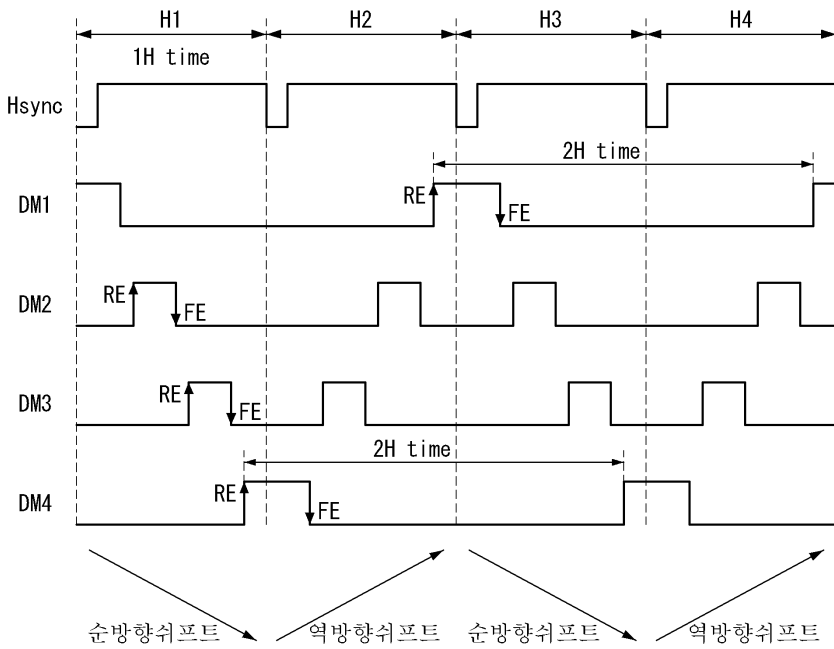 H1 H2 H3 H4
1H time
Hsync
2H time
DM1 RE FE
DM2 RE FE
DM3 RE FE
2H time
DM4 RE FE
순방향쉬프트 역방향쉬프트 순방향쉬프트 역방향쉬프트